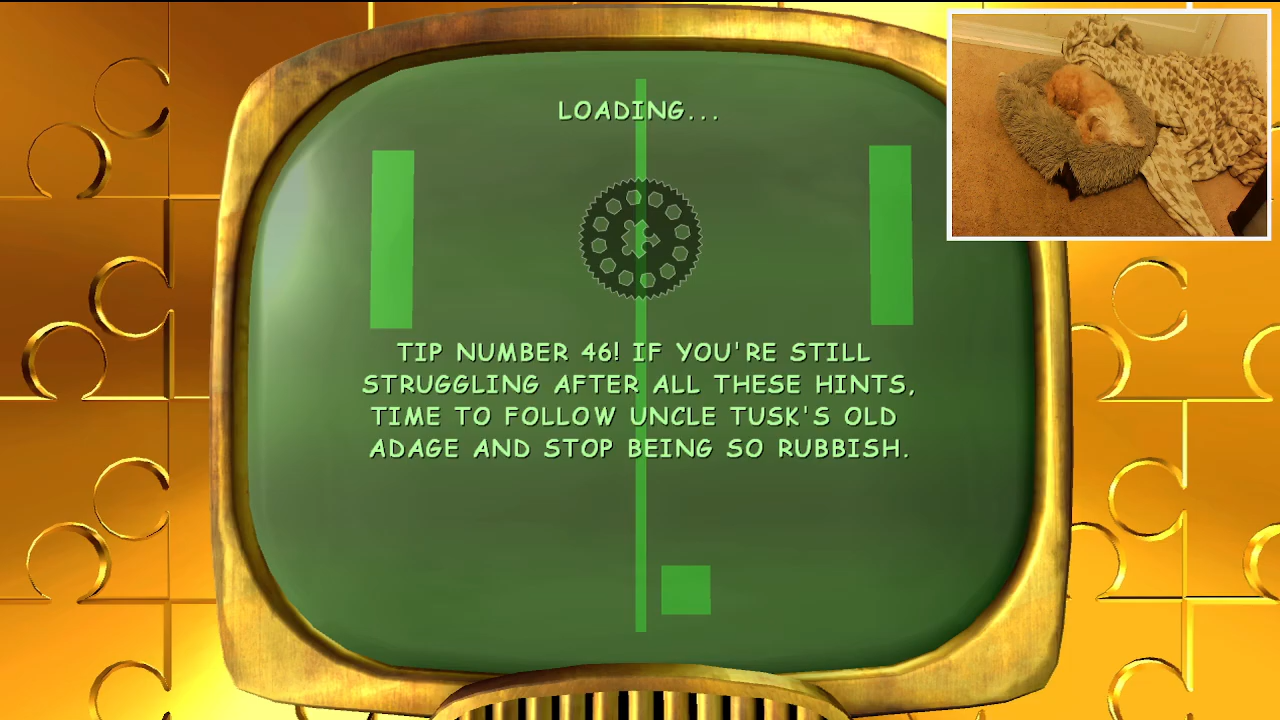 LOADING...
TIP NUMBER 46! IF YOU'RE STILL
STRUGGLING AFTER ALL THESE HINTS,
TIME TO FOLLOW UNCLE TUSK'S OLD
ADAGE AND STOP BEING SO RUBBISH.